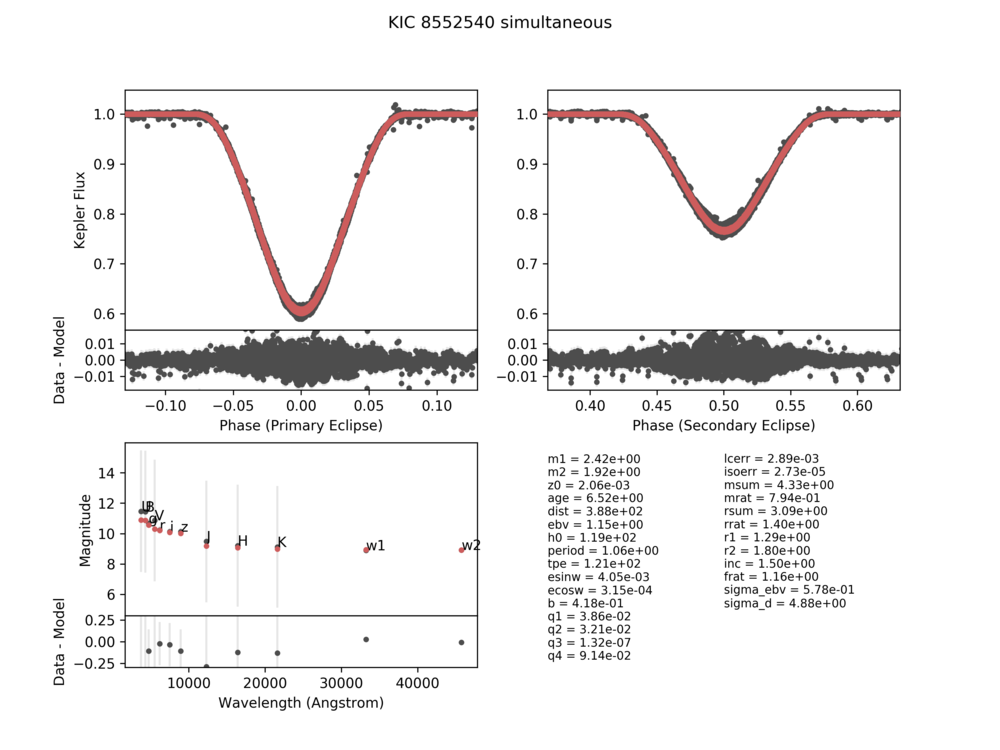 KIC 8552540 simultaneous
1.0
0.9
0.8
0.7
0.6
Kepler Flux
0.01
0.00
−0.01
Data - Model
−0.10 −0.05 0.00 0.05 0.10
Phase (Primary Eclipse)
1.0
0.9
0.8
0.7
0.6
0.01
0.00
−0.01
0.40 0.45 0.50 0.55 0.60
Phase (Secondary Eclipse)
14
12
10
8
6
Magnitude
U B
g V
r i z
J
H
K
w1
w2
0.25
0.00
−0.25
Data - Model
10000 20000 30000 40000
Wavelength (Angstrom)
m1 = 2.42e+00
m2 = 1.92e+00
z0 = 2.06e-03
age = 6.52e+00
dist = 3.88e+02
ebv = 1.15e+00
h0 = 1.19e+02
period = 1.06e+00
tpe = 1.21e+02
esinw = 4.05e-03
ecosw = 3.15e-04
b = 4.18e-01
q1 = 3.86e-02
q2 = 3.21e-02
q3 = 1.32e-07
q4 = 9.14e-02
lcerr = 2.89e-03
isoerr = 2.73e-05
msum = 4.33e+00
mrat = 7.94e-01
rsum = 3.09e+00
rrat = 1.40e+00
r1 = 1.29e+00
r2 = 1.80e+00
inc = 1.50e+00
frat = 1.16e+00
sigma_ebv = 5.78e-01
sigma_d = 4.88e+00